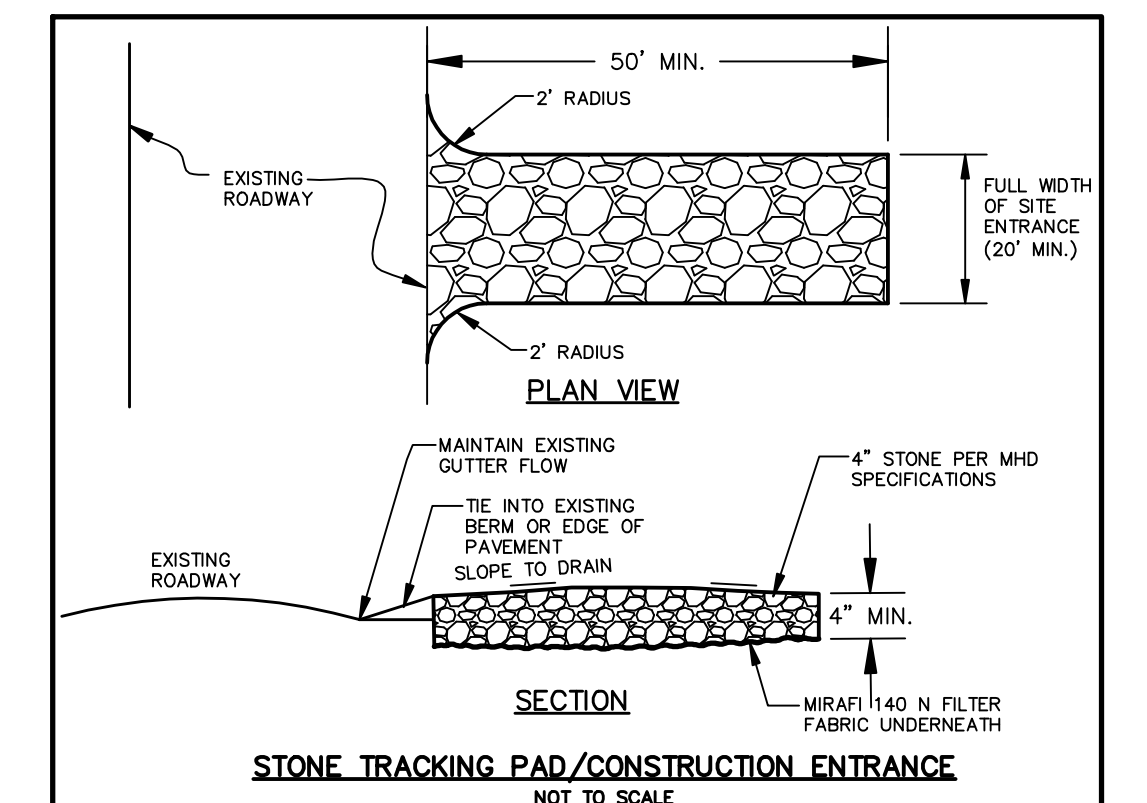 50' MIN.
2' RADIUS
EXISTING
ROADWAY
FULL WIDTH
OF SITE
ENTRANCE
(20' MIN.)
2' RADIUS
PLAN VIEW
MAINTAIN EXISTING
GUTTER FLOW
4" STONE PER MHD
SPECIFICATIONS
TIE INTO EXISTING
BERM OR EDGE OF
PAVEMENT
SLOPE TO DRAIN
EXISTING
ROADWAY
4" MIN.
SECTION
MIRAFI 140 N FILTER
FABRIC UNDERNEATH
STONE TRACKING PAD/CONSTRUCTION ENTRANCE
NOT TO SCALE